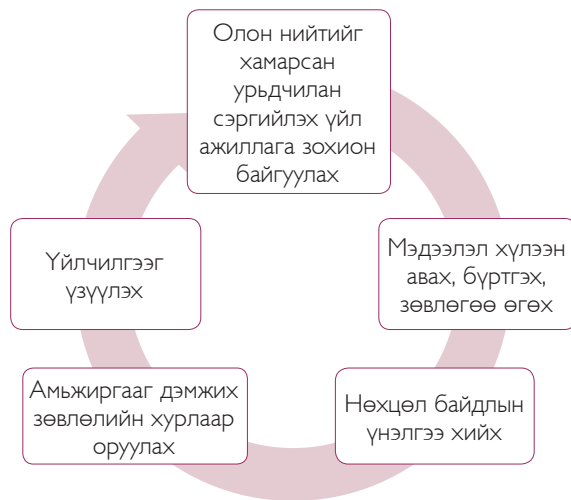 Олон нийтийг
хамарсан
урьдчилан
сэргийлэх үйл
ажиллага зохион
байгуулах
Мэдээлэл хүлээн
авах, бүртгэх,
зөвлөгөө өгөх
Нөхцөл байдлын
үнэлгээ хийх
Амьжиргааг дэмжих
зөвлөлийн хурлаар
оруулах
Үйлчилгээг
үзүүлэх